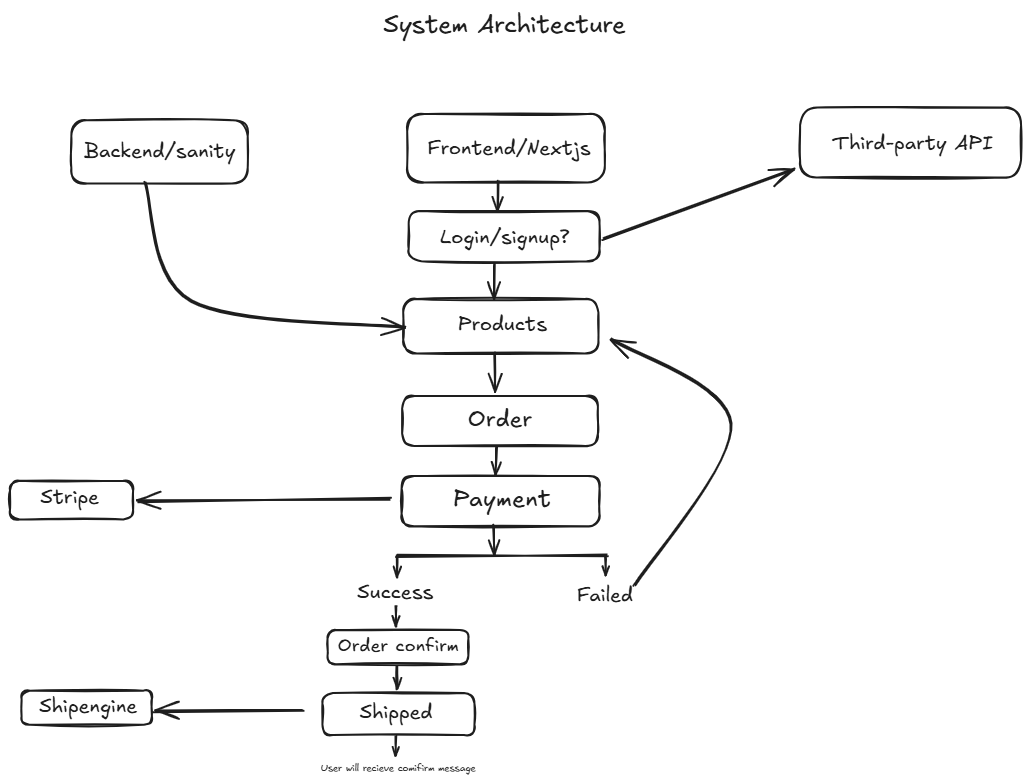 System Architecture
Backend/sanity
Frontend/Nextjs
Third-party API
Login/signup?
Products
Order
Stripe
Payment
Success
Failed
Order confirm
Shipengine
Shipped
User will recieve comifirm message